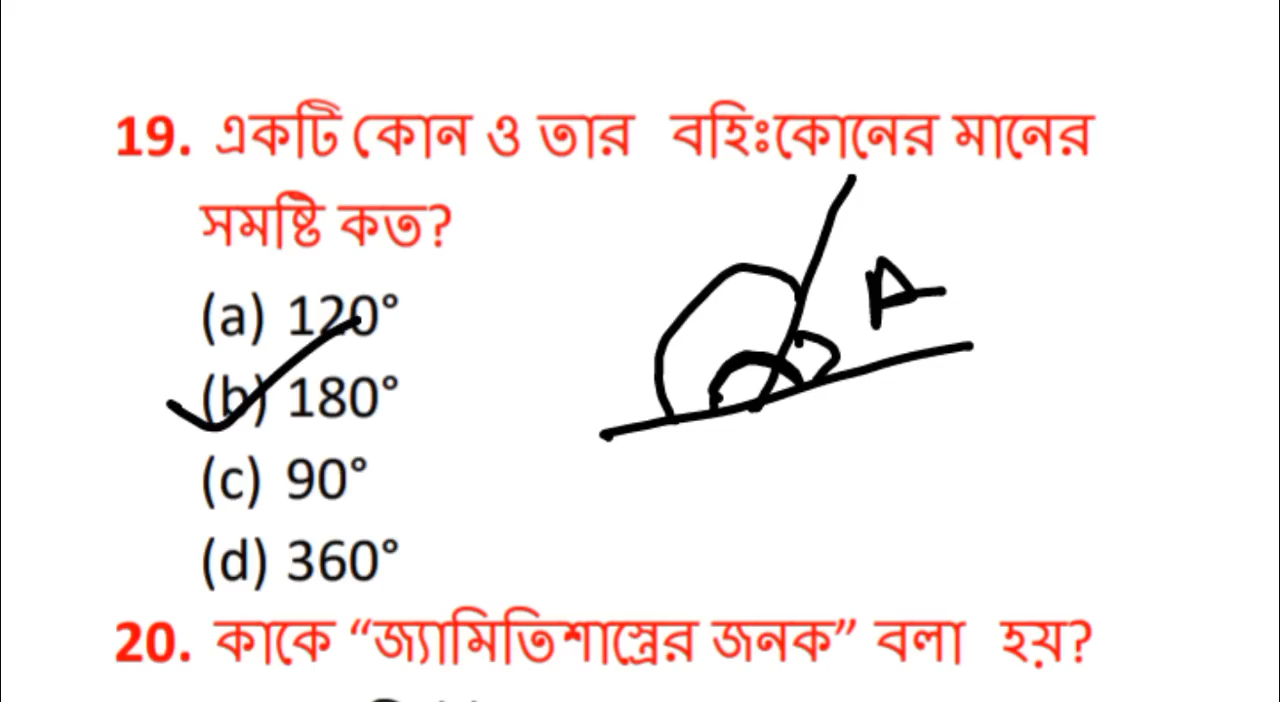 19. একটি কোন ও তার বহিঃকোনের মানের
সমষ্টি কত?
A
(a) 120°
(b) 180°
(c) 90°
(d) 360°
20. কাকে “জ্যামিতিশাস্ত্রের জনক” বলা হয়?